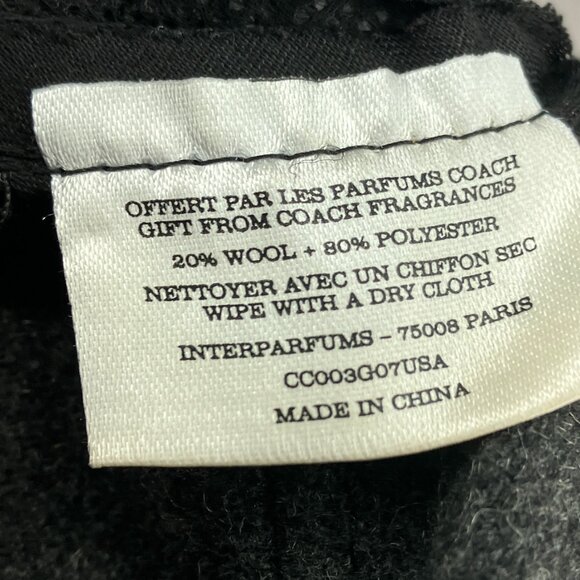 OFFERT PAR LES PARFUMS COACH
GIFT FROM COACH FRAGRANCES
20% WOOL + 80% POLYESTER
NETTOYER AVEC UN CHIFFON SEC
WIPE WITH A DRY CLOTH
INTERPARFUMS - 75008 PARIS
CC003G07USA
MADE IN CHINA